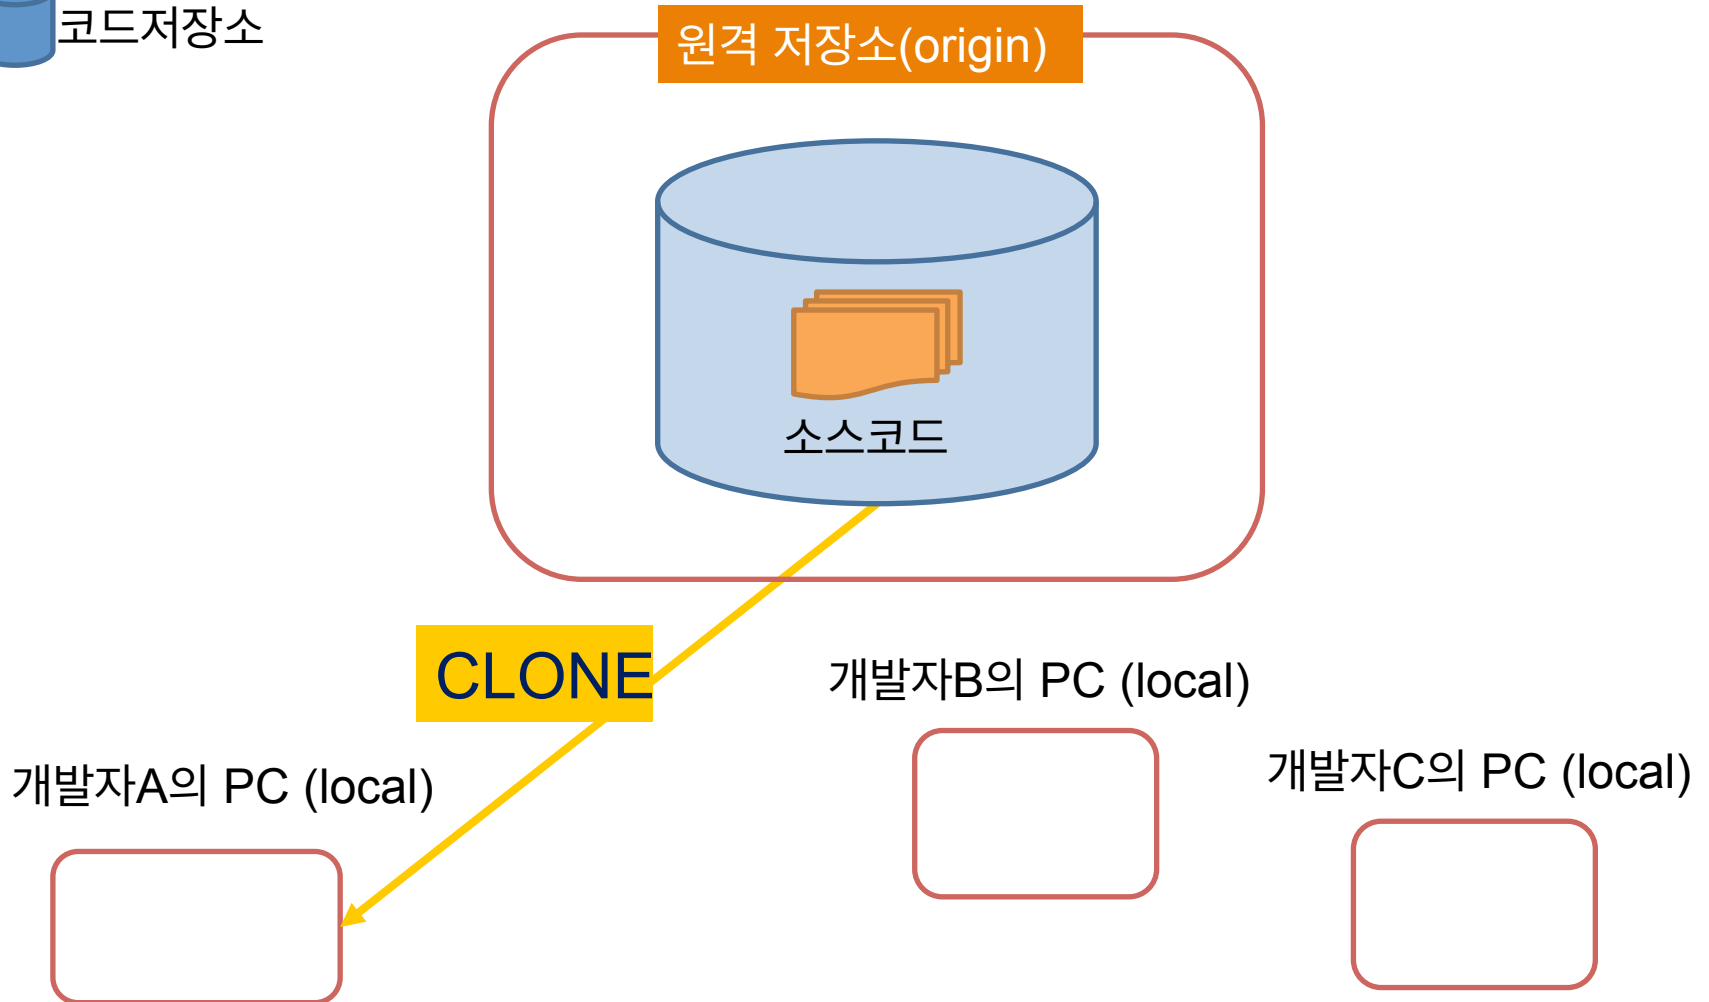 코드저장소
원격 저장소(origin)
소스코드
CLONE
개발자B의 PC (local)
개발자C의 PC (local)
개발자A의 PC (local)